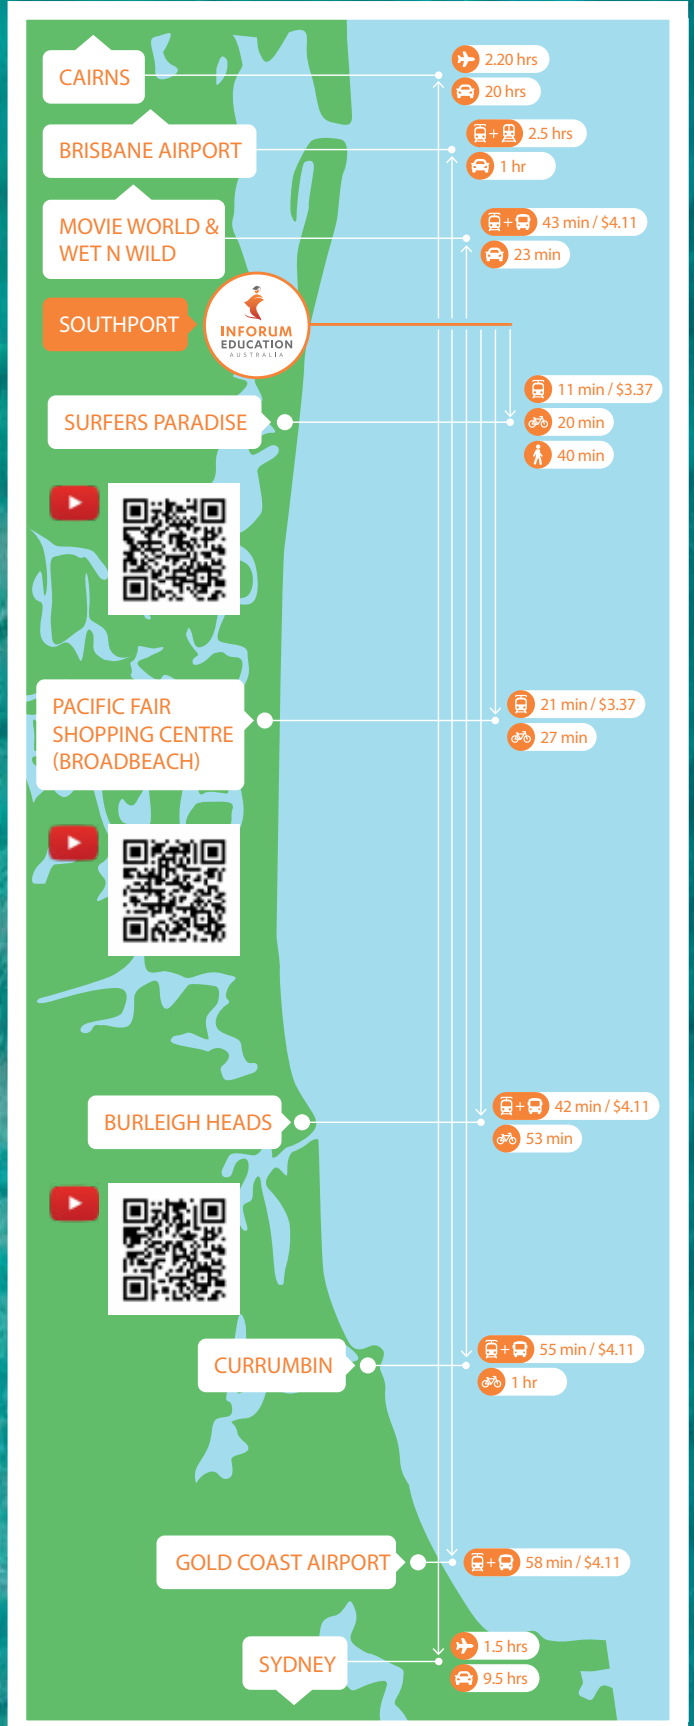 CAIRNS
2.20 hrs
20 hrs
BRISBANE AIRPORT
+ 2.5 hrs
1 hr
MOVIE WORLD &
WET N WILD
+ 43 min / $4.11
23 min
SOUTHPORT
INFORUM
EDUCATION
AUSTRALIA
SURFERS PARADISE
11 min / $3.37
20 min
40 min
PACIFIC FAIR
SHOPPING CENTRE
(BROADBEACH)
21 min / $3.37
27 min
BURLEIGH HEADS
+ 42 min / $4.11
53 min
CURRUMBIN
+ 55 min / $4.11
1 hr
GOLD COAST AIRPORT
+ 58 min / $4.11
SYDNEY
1.5 hrs
9.5 hrs